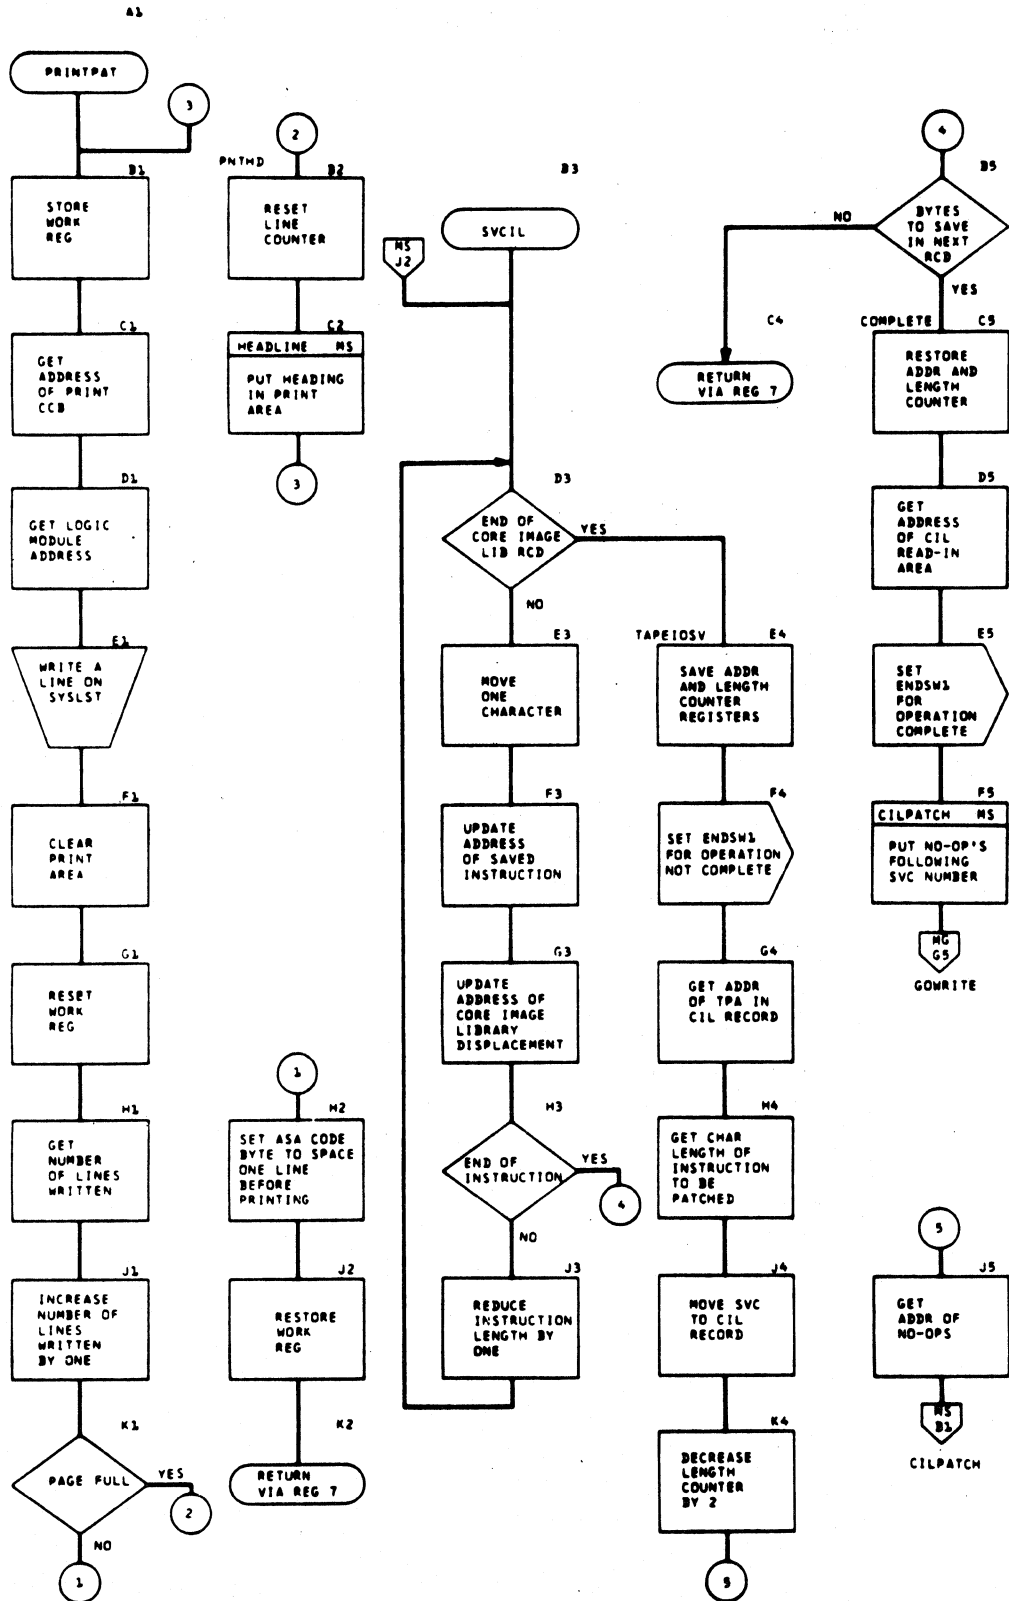 A1
PRINTPAT
3
B1
STORE
WORK
REG
C1
GET
ADDRESS
OF PRINT
CCB
D1
GET LOGIC
MODULE
ADDRESS
E1
WRITE A
LINE ON
SYSLST
F1
CLEAR
PRINT
AREA
G1
RESET
WORK
REG
H1
GET
NUMBER
OF LINES
WRITTEN
J1
INCREASE
NUMBER OF
LINES
WRITTEN
BY ONE
K1
PAGE FULL
YES
2
NO
1
2
PNTHD
B2
RESET
LINE
COUNTER
C2
HEADLINE MS
PUT HEADING
IN PRINT
AREA
3
1
H2
SET ASA CODE
BYTE TO SPACE
ONE LINE
BEFORE
PRINTING
J2
RESTORE
WORK
REG
K2
RETURN
VIA REG 7
B3
SVCIL
MS
J2
D3
END OF
CORE IMAGE
LIB RCD
YES
NO
E3
MOVE
ONE
CHARACTER
F3
UPDATE
ADDRESS
OF SAVED
INSTRUCTION
G3
UPDATE
ADDRESS OF
CORE IMAGE
LIBRARY
DISPLACEMENT
H3
END OF
INSTRUCTION
YES
4
NO
J3
REDUCE
INSTRUCTION
LENGTH BY
ONE
C4
RETURN
VIA REG 7
TAPEIOSV
E4
SAVE ADDR
AND LENGTH
COUNTER
REGISTERS
F4
SET ENDSW1
FOR OPERATION
NOT COMPLETE
G4
GET ADDR
OF TPA IN
CIL RECORD
H4
GET CHAR
LENGTH OF
INSTRUCTION
TO BE
PATCHED
J4
MOVE SVC
TO CIL
RECORD
K4
DECREASE
LENGTH
COUNTER
BY 2
5
4
B5
BYTES
TO SAVE
IN NEXT
RCD
NO
YES
COMPLETE
C5
RESTORE
ADDR AND
LENGTH
COUNTER
D5
GET
ADDRESS
OF CIL
READ-IN
AREA
E5
SET
ENDSW1
FOR
OPERATION
COMPLETE
F5
CILPATCH MS
PUT NO-OP'S
FOLLOWING
SVC NUMBER
MG
G5
GOWRITE
5
J5
GET
ADDR OF
NO-OPS
MS
B1
CILPATCH